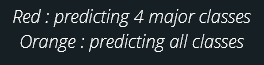 Red : predicting 4 major classes
Orange : predicting all classes